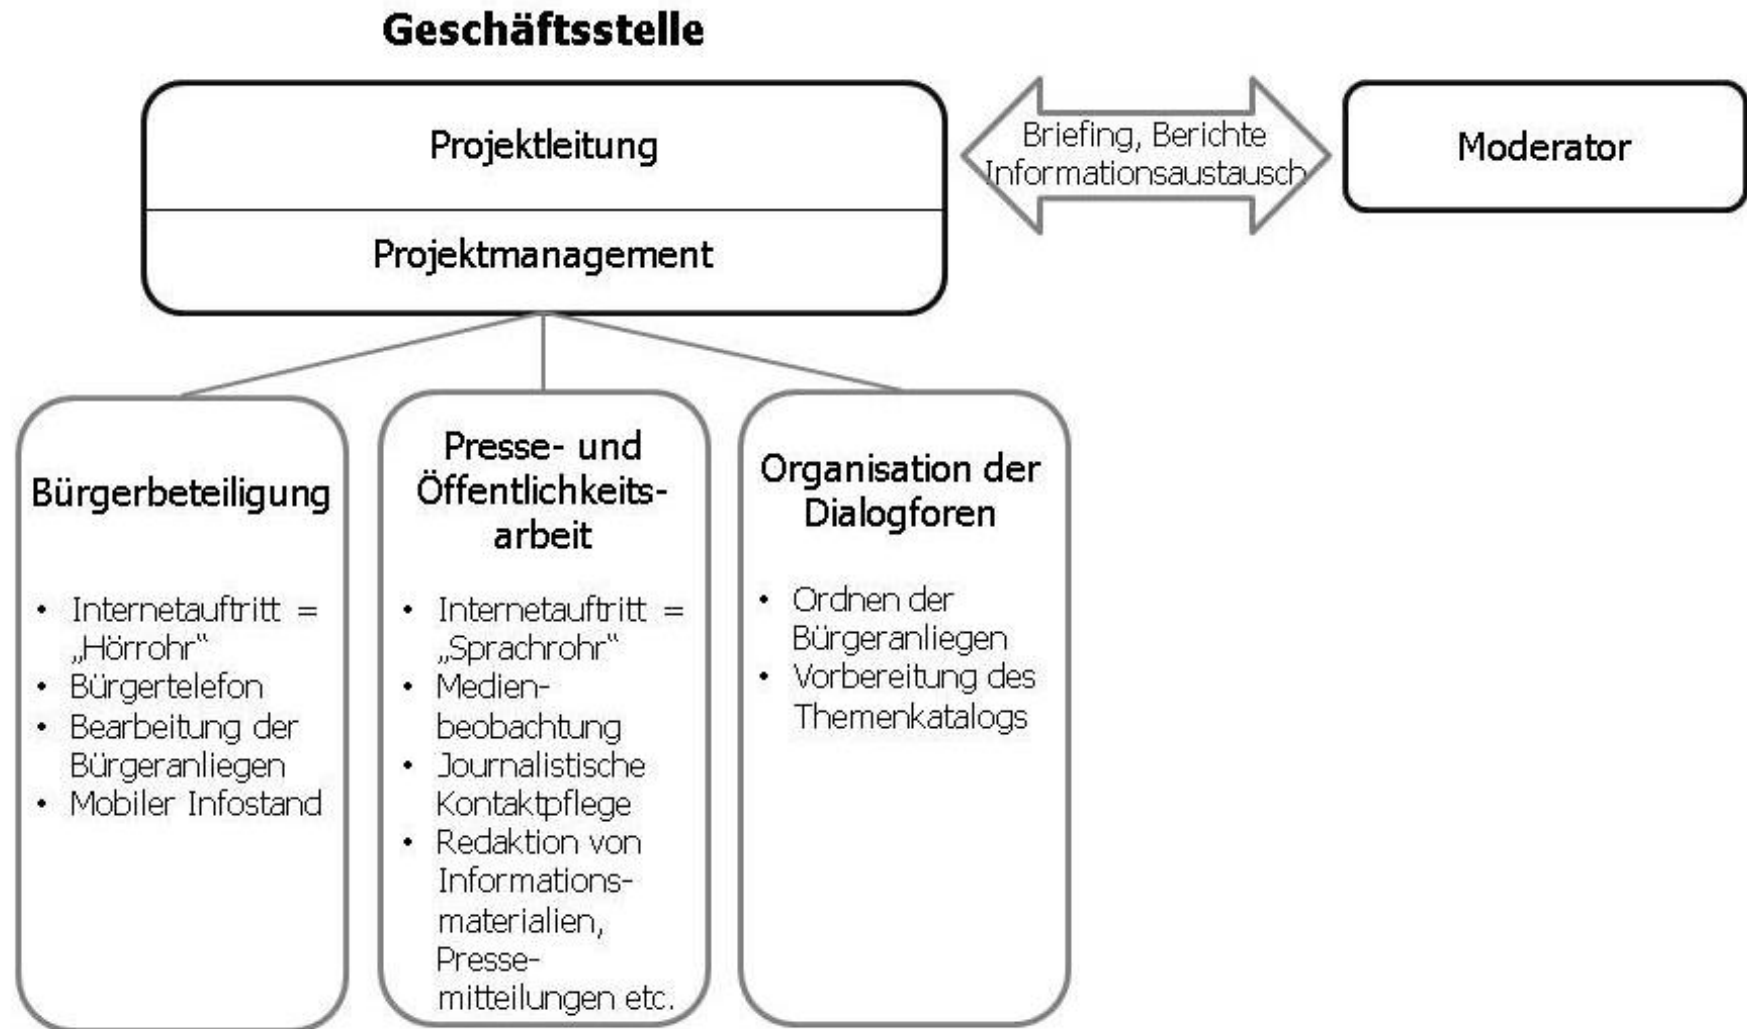 Geschäftsstelle
Projektleitung
Projektmanagement
Briefing, Berichte
Informationsaustausch
Moderator
Bürgerbeteiligung
• Internetauftritt =
„Hörrohr“
• Bürgertelefon
• Bearbeitung der
Bürgeranliegen
• Mobiler Infostand
Presse- und
Öffentlichkeits-
arbeit
• Internetauftritt =
„Sprachrohr“
• Medien-
beobachtung
• Journalistische
Kontaktpflege
• Redaktion von
Informations-
materialien,
Presse-
mitteilungen etc.
Organisation der
Dialogforen
• Ordnen der
Bürgeranliegen
• Vorbereitung des
Themenkatalogs